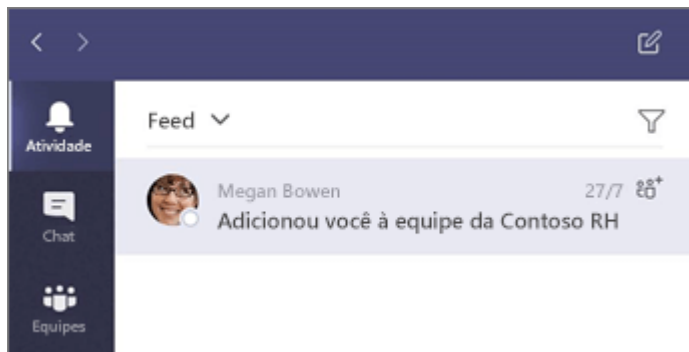 Feed
Atividade
Megan Bowen 27/7
Adicionou você à equipe da Contoso RH
Chat
Equipes